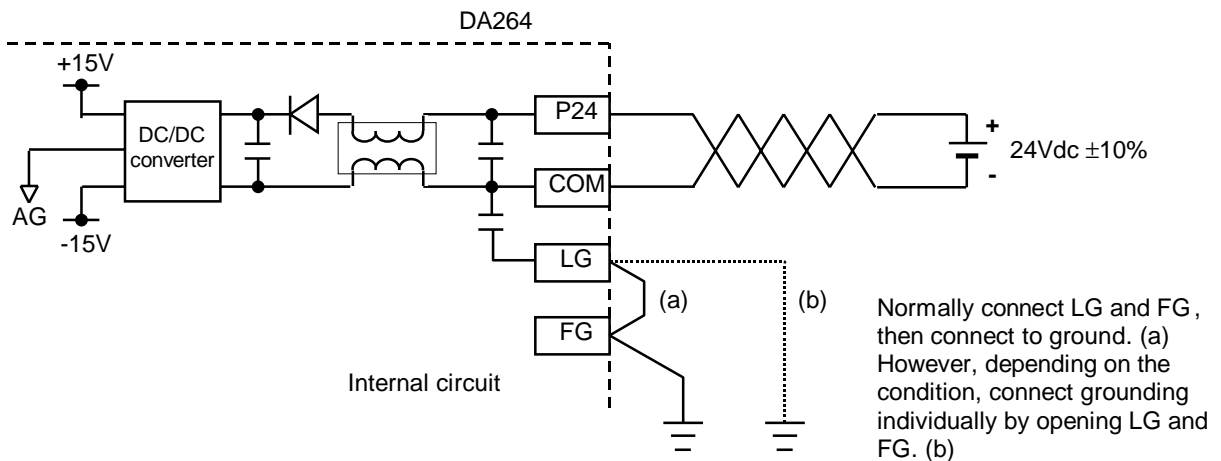 DA264
+15V
DC/DC
converter
AG
-15V
P24
COM
LG
FG
+
-
24Vdc ±10%
(a)
(b)
Internal circuit
Normally connect LG and FG,
then connect to ground. (a)
However, depending on the
condition, connect grounding
individually by opening LG and
FG. (b)